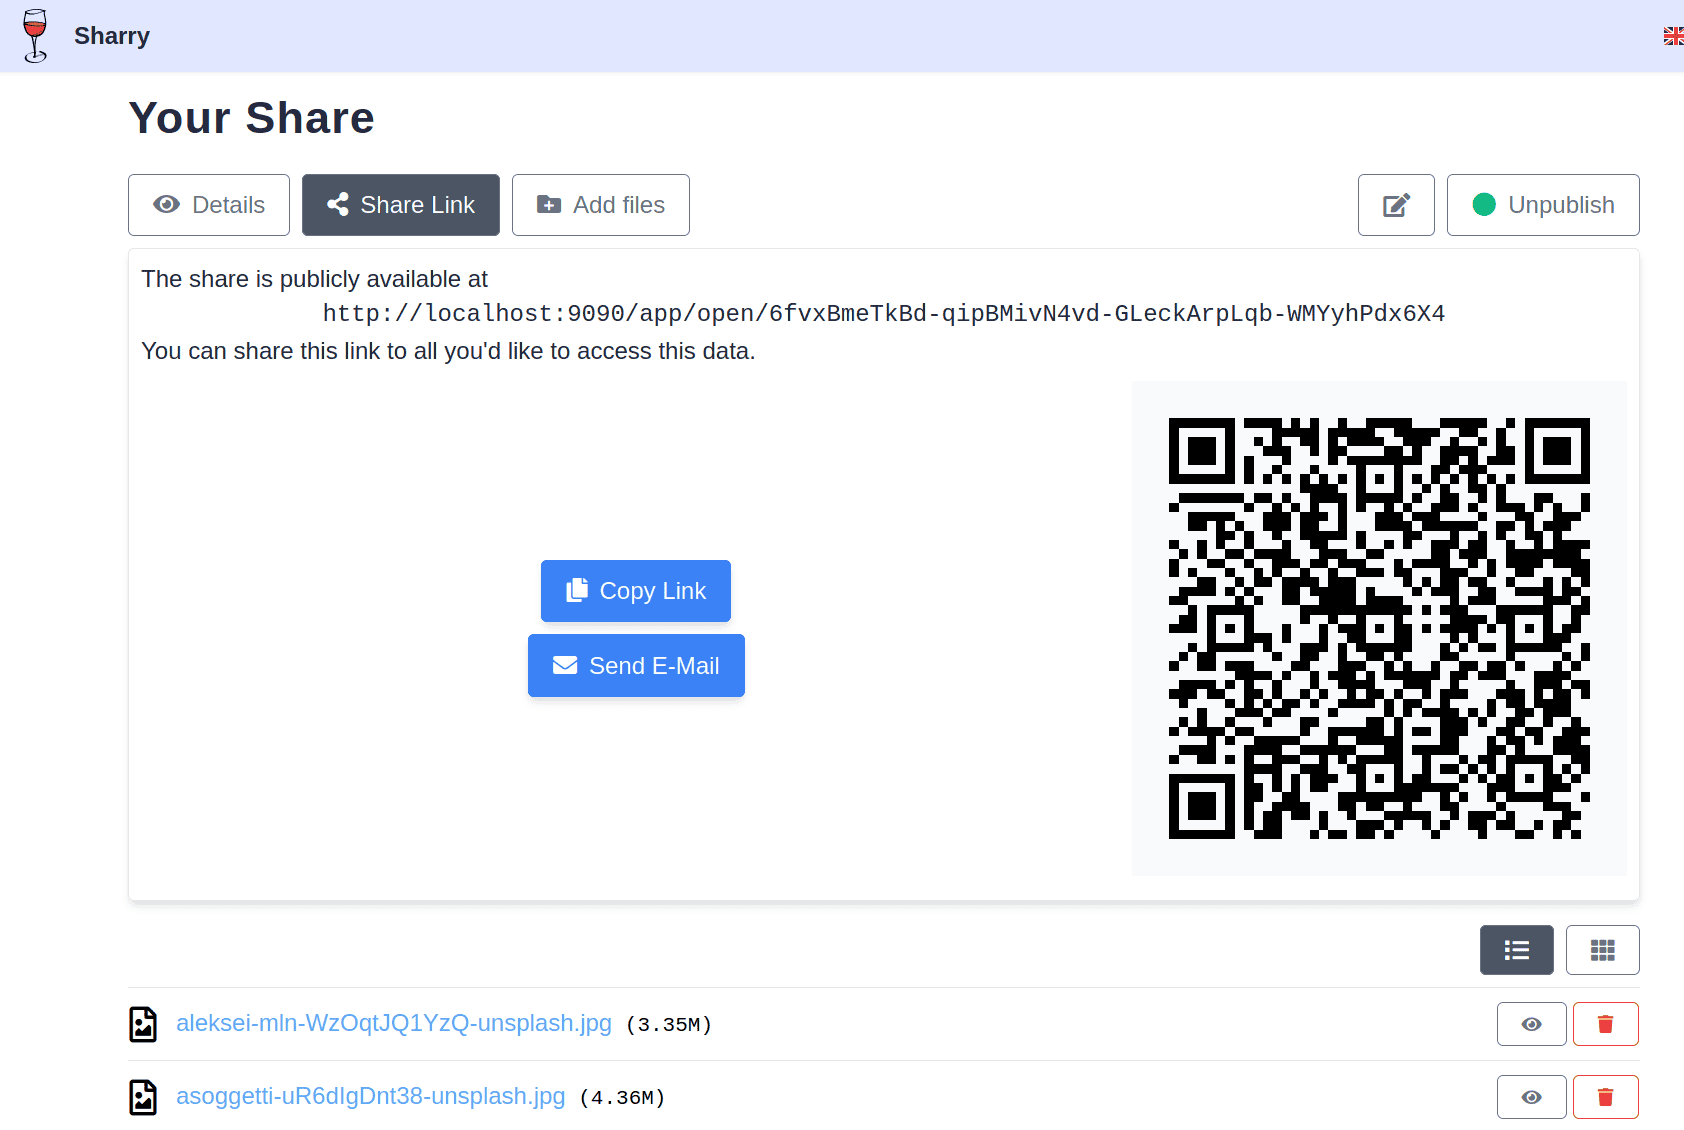 Sharry
Your Share
Details
Share Link
Add files
Unpublish
The share is publicly available at
http://localhost:9090/app/open/6fvxBmeTkBd-qipBMivN4vd-GLeckArpLqb-WMYyhPdx6X4
You can share this link to all you'd like to access this data.
Copy Link
Send E-Mail
aleksei-mln-WzOqtJQ1YzQ-unsplash.jpg (3.35M)
asoggetti-uR6dIgDnt38-unsplash.jpg (4.36M)